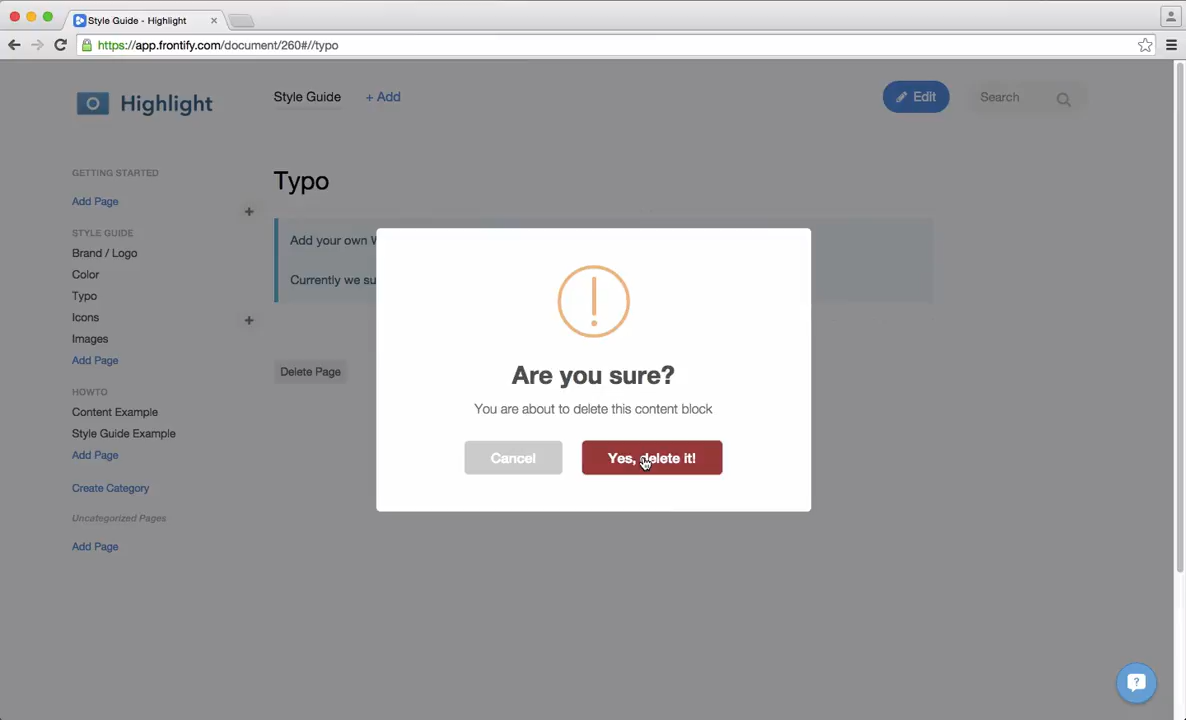 Style Guide - Highlight
https://app.frontify.com/document/260#//typo
Highlight
Style Guide
+ Add
Edit
Search
GETTING STARTED
Add Page
STYLE GUIDE
Brand / Logo
Color
Typo
Icons
Images
Add Page
HOWTO
Content Example
Style Guide Example
Add Page
Create Category
Uncategorized Pages
Add Page
Typo
Add your own
Currently we
Delete Page
Are you sure?
You are about to delete this content block
Cancel
Yes, delete it!